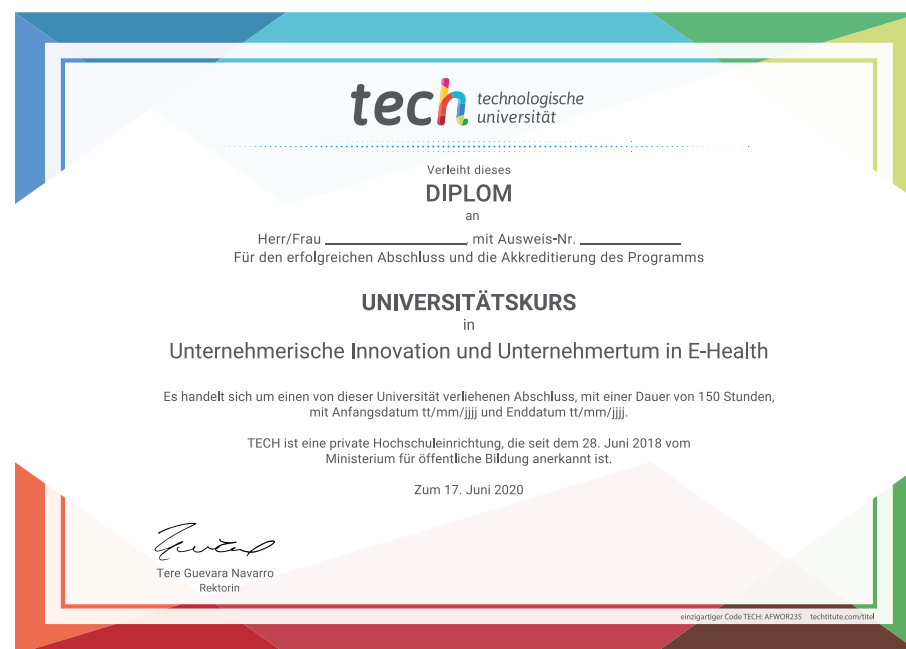 tech technologische
universität
Verleiht dieses
DIPLOM
an
Herr/Frau ____________, mit Ausweis-Nr. ____________
Für den erfolgreichen Abschluss und die Akkreditierung des Programms
UNIVERSITÄTSKURS
in
Unternehmerische Innovation und Unternehmertum in E-Health
Es handelt sich um einen von dieser Universität verliehenen Abschluss, mit einer Dauer von 150 Stunden,
mit Anfangsdatum tt/mm/jjjj und Enddatum tt/mm/jjjj.
TECH ist eine private Hochschuleinrichtung, die seit dem 28. Juni 2018 vom
Ministerium für öffentliche Bildung anerkannt ist.
Zum 17. Juni 2020
Tere Guevara Navarro
Rektorin
einzigartiger Code TECH: AFWOR23S techtitute.com/titel